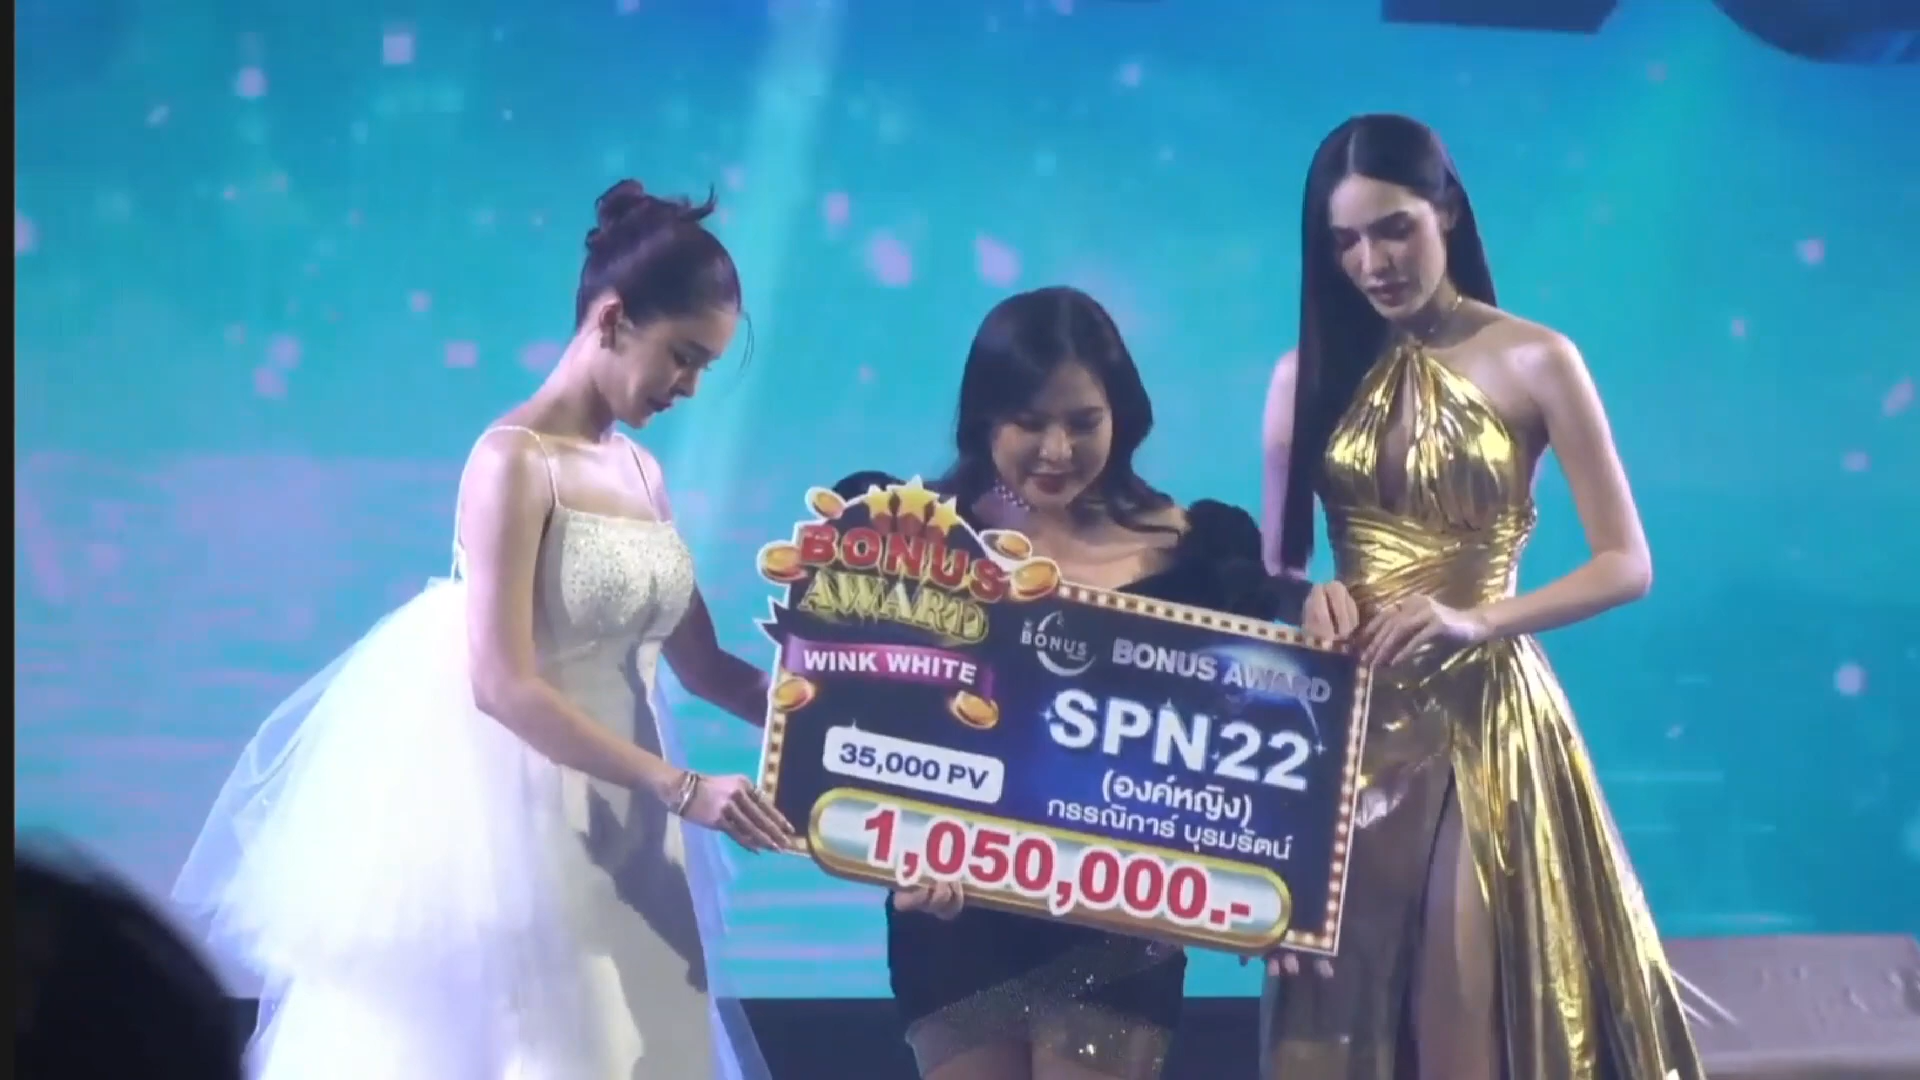 BONUS
AWARD
WINK WHITE
BONUS
BONUS AWARD
SPN22
(องค์หญิง)
กรรณิการ์ บุรมรัตน์
35,000 PV
1,050,000.-